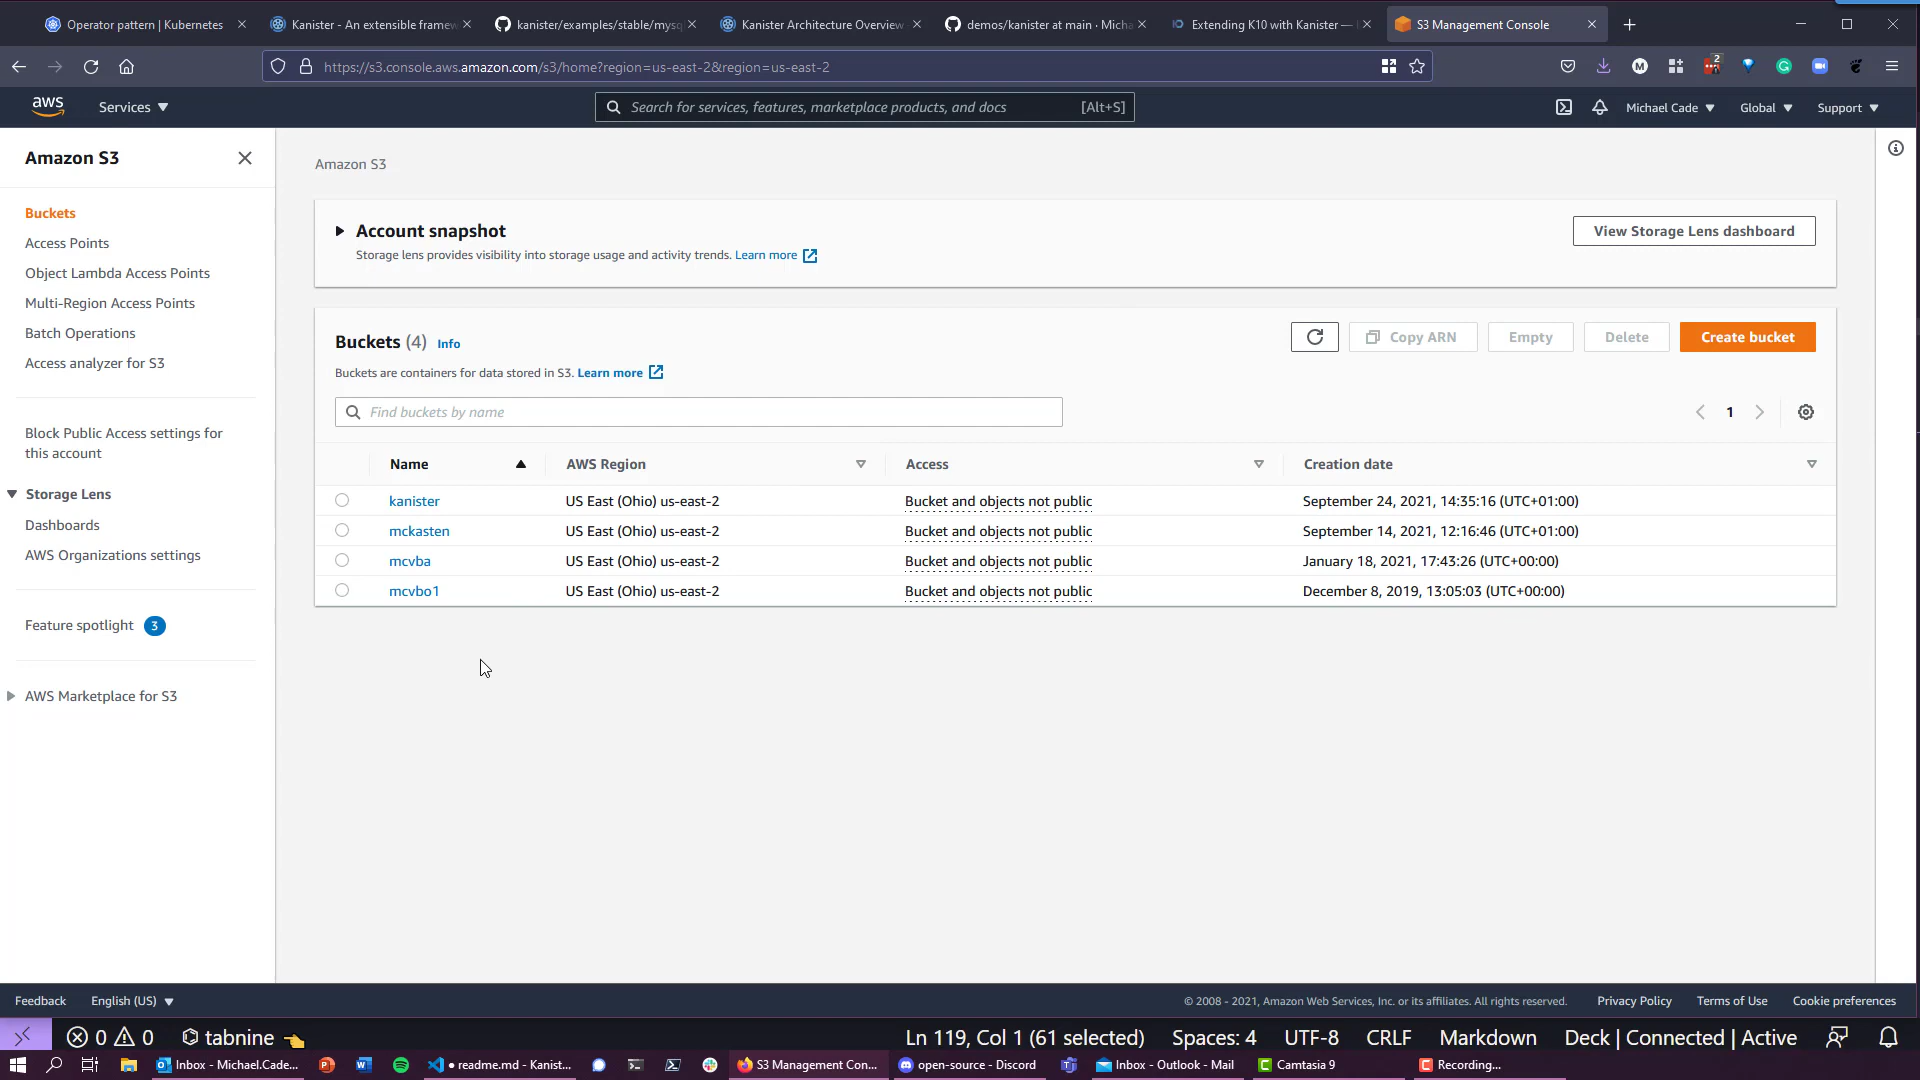 Operator pattern | Kubernetes
Kanister - An extensible framew
kanister/examples/stable/mysq
Kanister Architecture Overview
demos/kanister at main · Micha
Extending K10 with Kanister —
S3 Management Console
https://s3.console.aws.amazon.com/s3/home?region=us-east-2&region=us-east-2
M
2
aws
Services
Search for services, features, marketplace products, and docs
[Alt+S]
Michael Cade
Global
Support
Amazon S3
Buckets
Access Points
Object Lambda Access Points
Multi-Region Access Points
Batch Operations
Access analyzer for S3
Block Public Access settings for
this account
Storage Lens
Dashboards
AWS Organizations settings
Feature spotlight 3
AWS Marketplace for S3
Amazon S3
Account snapshot
Storage lens provides visibility into storage usage and activity trends. Learn more
View Storage Lens dashboard
Buckets (4) Info
Buckets are containers for data stored in S3. Learn more
Copy ARN
Empty
Delete
Create bucket
Find buckets by name
1
Name AWS Region Access Creation date
kanister US East (Ohio) us-east-2 Bucket and objects not public September 24, 2021, 14:35:16 (UTC+01:00)
mckasten US East (Ohio) us-east-2 Bucket and objects not public September 14, 2021, 12:16:46 (UTC+01:00)
mcvba US East (Ohio) us-east-2 Bucket and objects not public January 18, 2021, 17:43:26 (UTC+00:00)
mcvbo1 US East (Ohio) us-east-2 Bucket and objects not public December 8, 2019, 13:05:03 (UTC+00:00)
Feedback
English (US)
© 2008 - 2021, Amazon Web Services, Inc. or its affiliates. All rights reserved.
Privacy Policy
Terms of Use
Cookie preferences
0 0 tabnine
Ln 119, Col 1 (61 selected)
Spaces: 4
UTF-8
CRLF
Markdown
Deck | Connected | Active
Inbox - Michael.Cade...
● readme.md - Kanist...
S3 Management Con...
open-source - Discord
Inbox - Outlook - Mail
Camtasia 9
Recording...